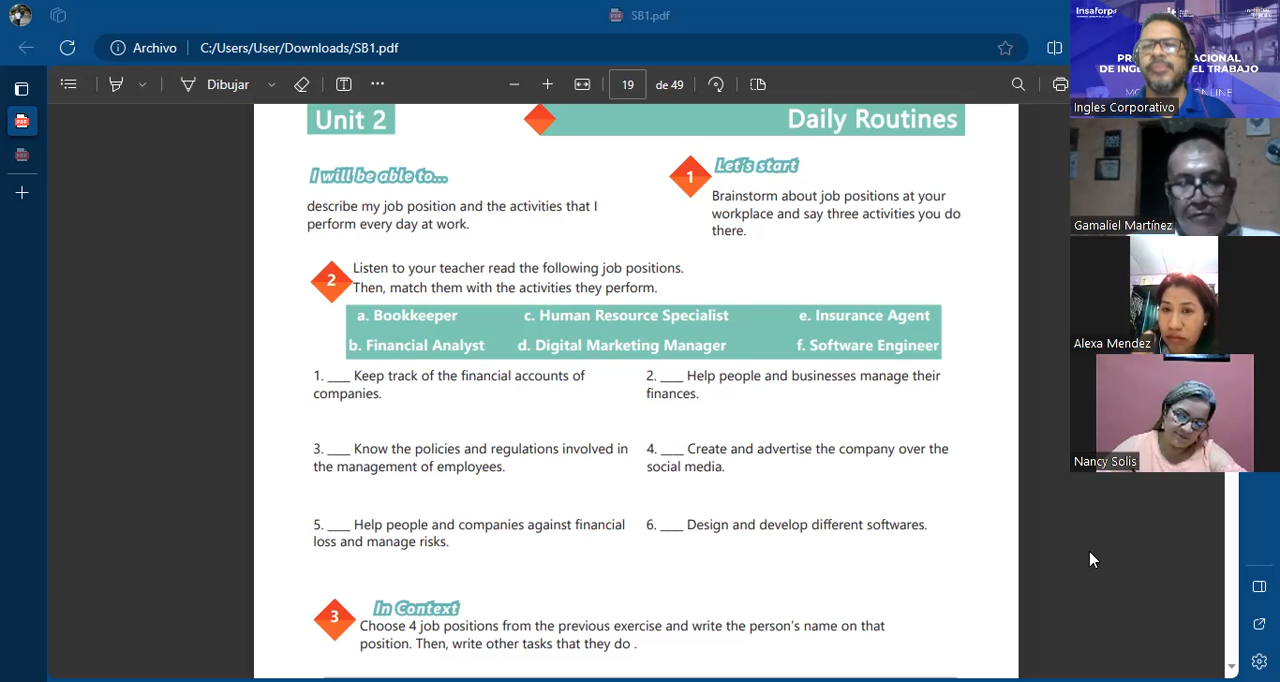 SB1.pdf
Archivo C:/Users/User/Downloads/SB1.pdf
Dibujar 19 de 49
Unit 2 Daily Routines
I will be able to...
describe my job position and the activities that I
perform every day at work.
1 Let's start
Brainstorm about job positions at your
workplace and say three activities you do
there.
2 Listen to your teacher read the following job positions.
Then, match them with the activities they perform.
a. Bookkeeper c. Human Resource Specialist e. Insurance Agent
b. Financial Analyst d. Digital Marketing Manager f. Software Engineer
1. ___ Keep track of the financial accounts of
companies.
2. ___ Help people and businesses manage their
finances.
3. ___ Know the policies and regulations involved in
the management of employees.
4. ___ Create and advertise the company over the
social media.
5. ___ Help people and companies against financial
loss and manage risks.
6. ___ Design and develop different softwares.
3 In Context
Choose 4 job positions from the previous exercise and write the person's name on that
position. Then, write other tasks that they do .
Insaforp
Ingles Corporativo
Gamaliel Martínez
Alexa Mendez
Nancy Solis